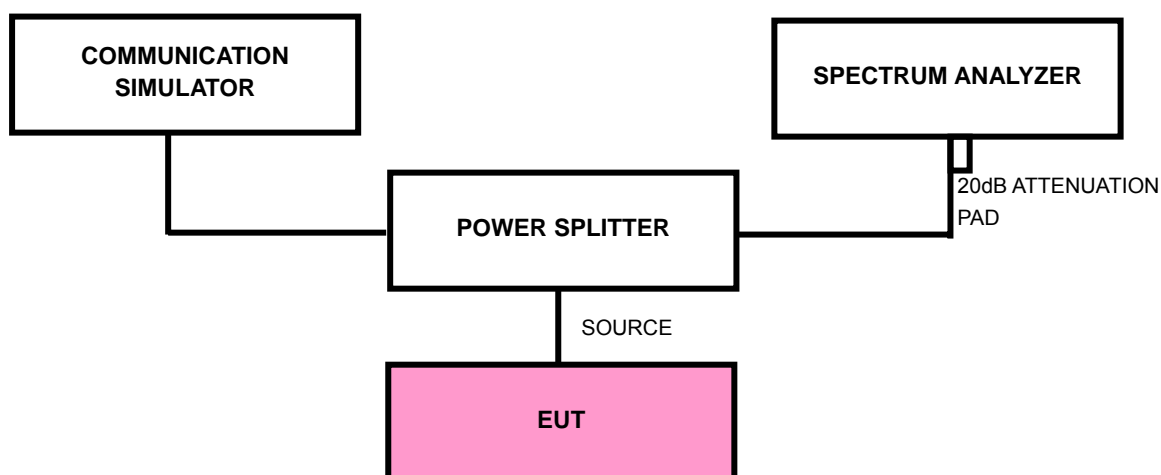 COMMUNICATION
SIMULATOR
SPECTRUM ANALYZER
20dB ATTENUATION
PAD
POWER SPLITTER
SOURCE
EUT